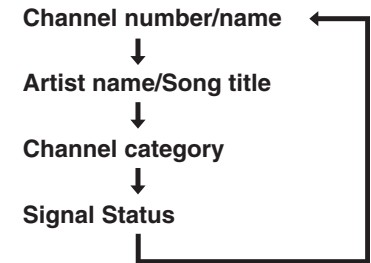 Channel number/name
Artist name/Song title
Channel category
Signal Status